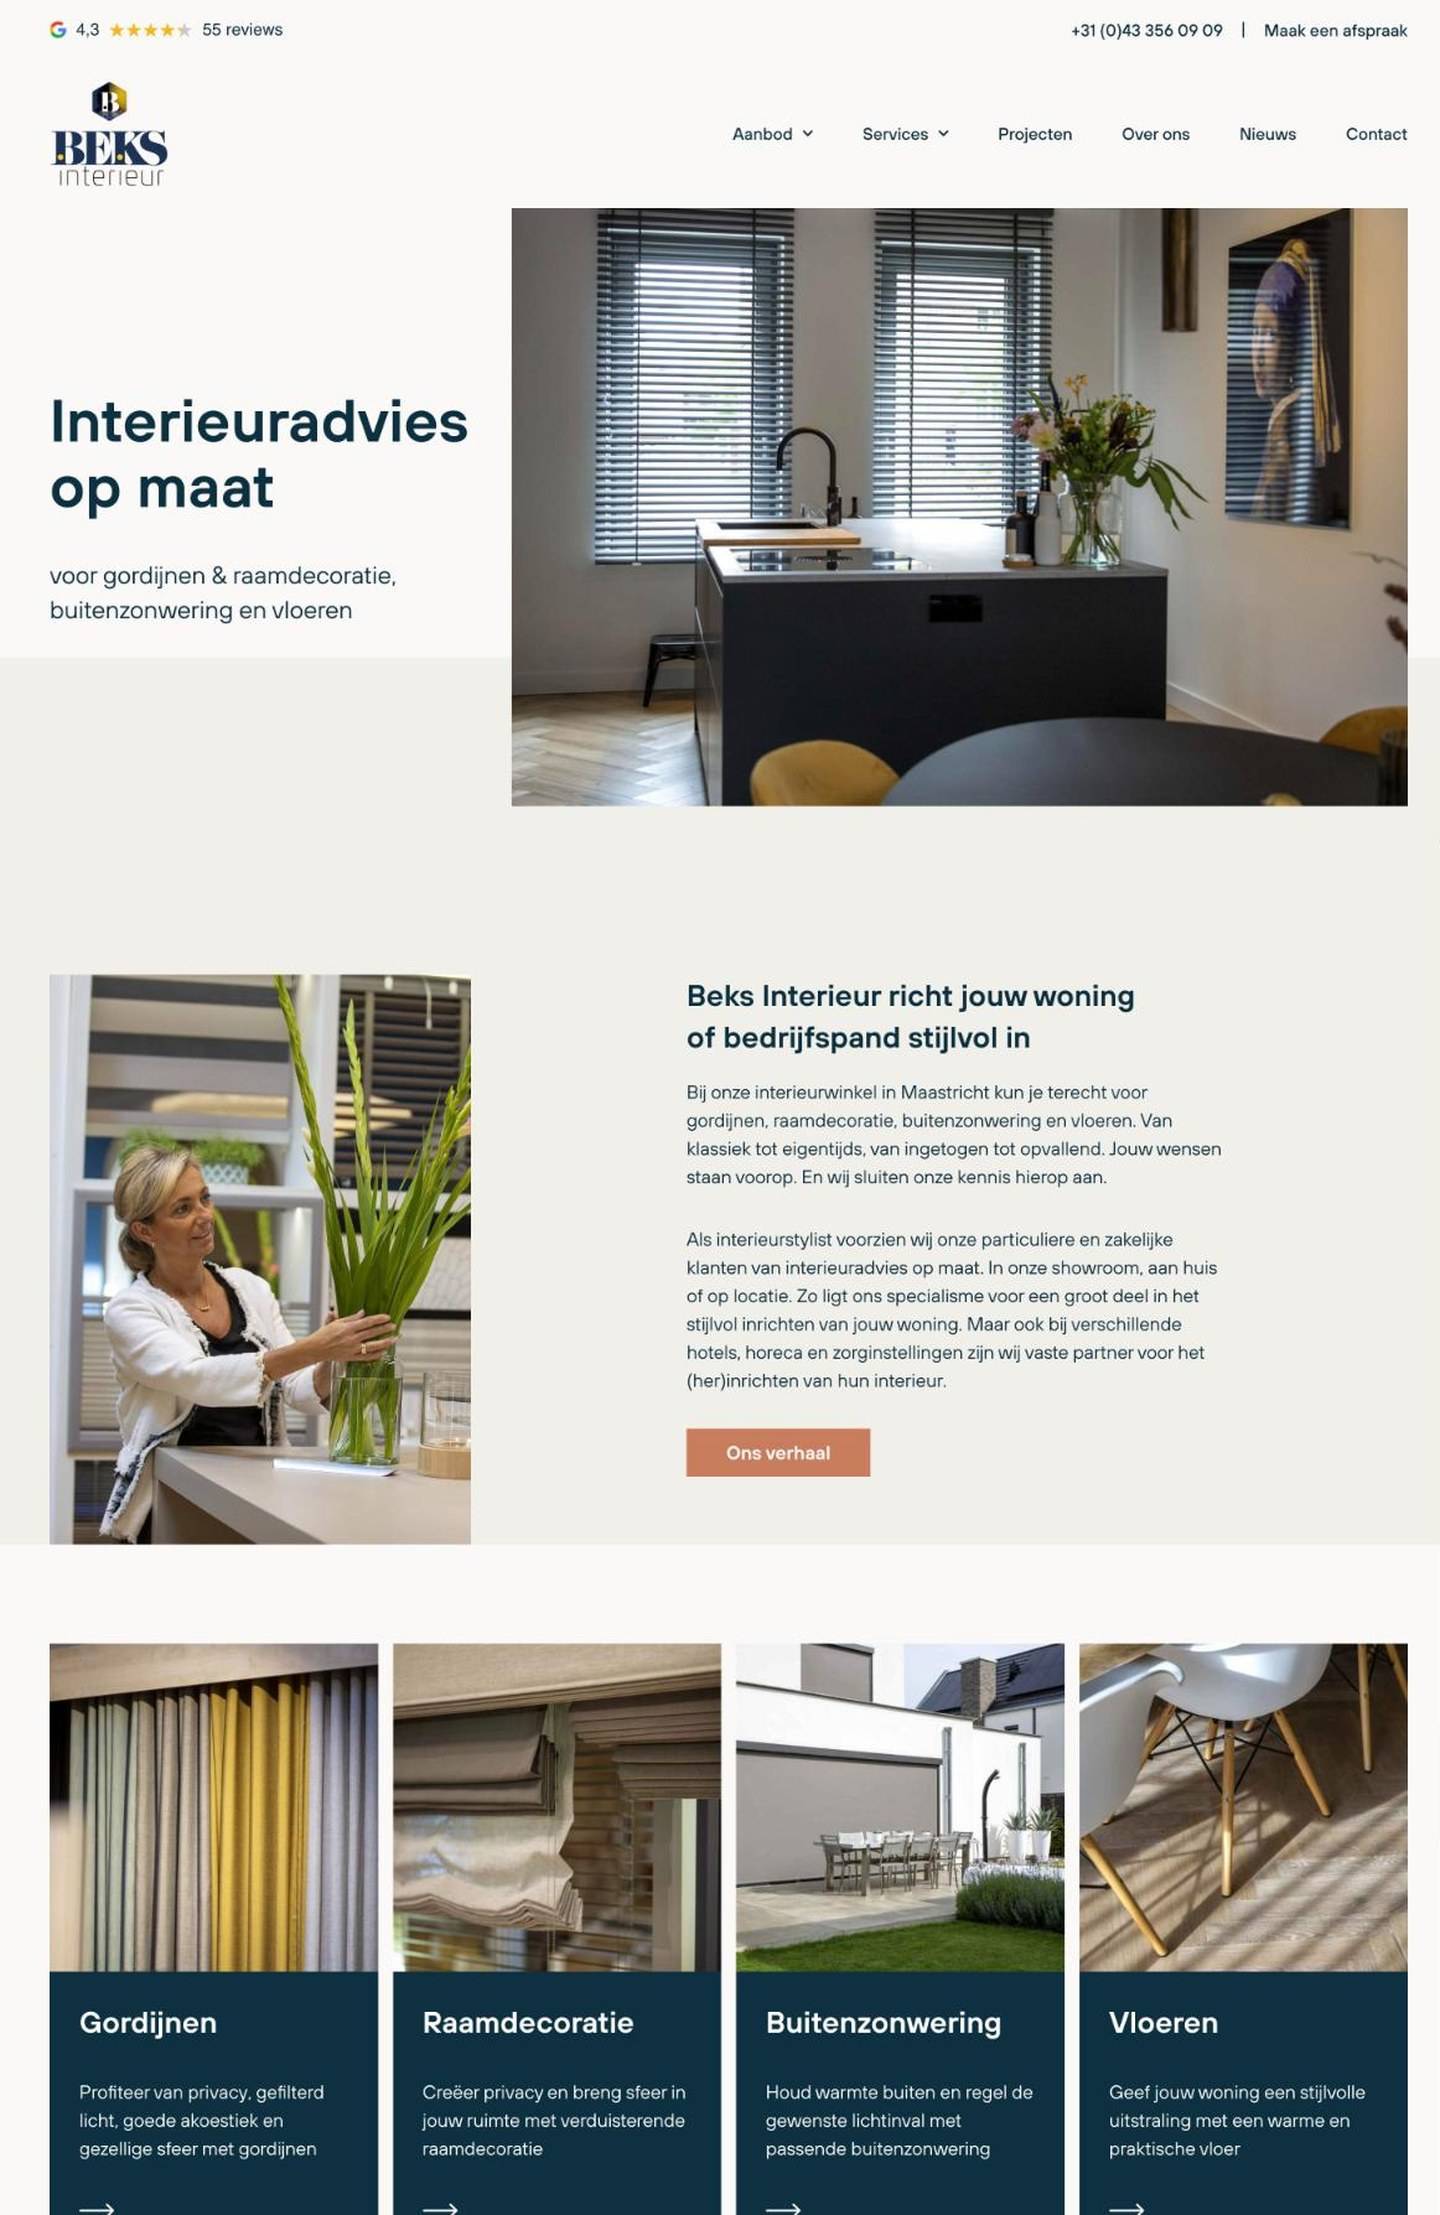 4,3 55 reviews
+31 (0)43 356 09 09 | Maak een afspraak
B
BEKS
interieur
Aanbod Services Projecten Over ons Nieuws Contact
Interieuradvies
op maat
voor gordijnen & raamdecoratie,
buitenzonwering en vloeren
Beks Interieur richt jouw woning
of bedrijfspand stijlvol in
Bij onze interieurwinkel in Maastricht kun je terecht voor
gordijnen, raamdecoratie, buitenzonwering en vloeren. Van
klassiek tot eigentijds, van ingetogen tot opvallend. Jouw wensen
staan voorop. En wij sluiten onze kennis hierop aan.
Als interieurstylist voorzien wij onze particuliere en zakelijke
klanten van interieuradvies op maat. In onze showroom, aan huis
of op locatie. Zo ligt ons specialisme voor een groot deel in het
stijlvol inrichten van jouw woning. Maar ook bij verschillende
hotels, horeca en zorginstellingen zijn wij vaste partner voor het
(her)inrichten van hun interieur.
Ons verhaal
Gordijnen
Profiteer van privacy, gefilterd
licht, goede akoestiek en
gezellige sfeer met gordijnen
Raamdecoratie
Creëer privacy en breng sfeer in
jouw ruimte met verduisterende
raamdecoratie
Buitenzonwering
Houd warmte buiten en regel de
gewenste lichtinval met
passende buitenzonwering
Vloeren
Geef jouw woning een stijlvolle
uitstraling met een warme en
praktische vloer